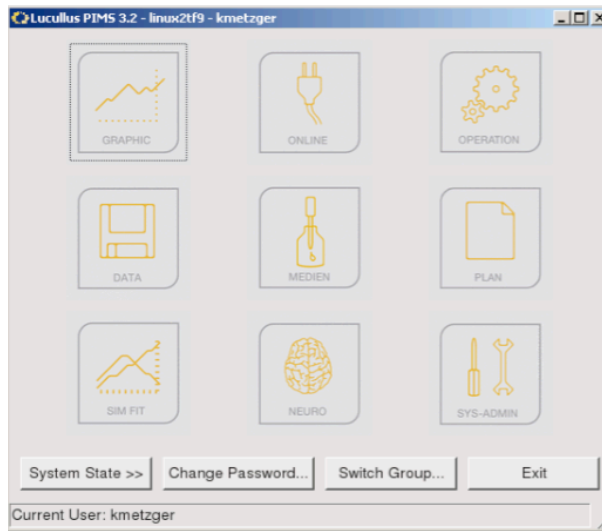 Lucullus PIMS 3.2 - linux2tf9 - kmetzger
GRAPHIC
ONLINE
OPERATION
DATA
MEDIEN
PLAN
SIM FIT
NEURO
SYS-ADMIN
System State >> Change Password... Switch Group... Exit
Current User: kmetzger